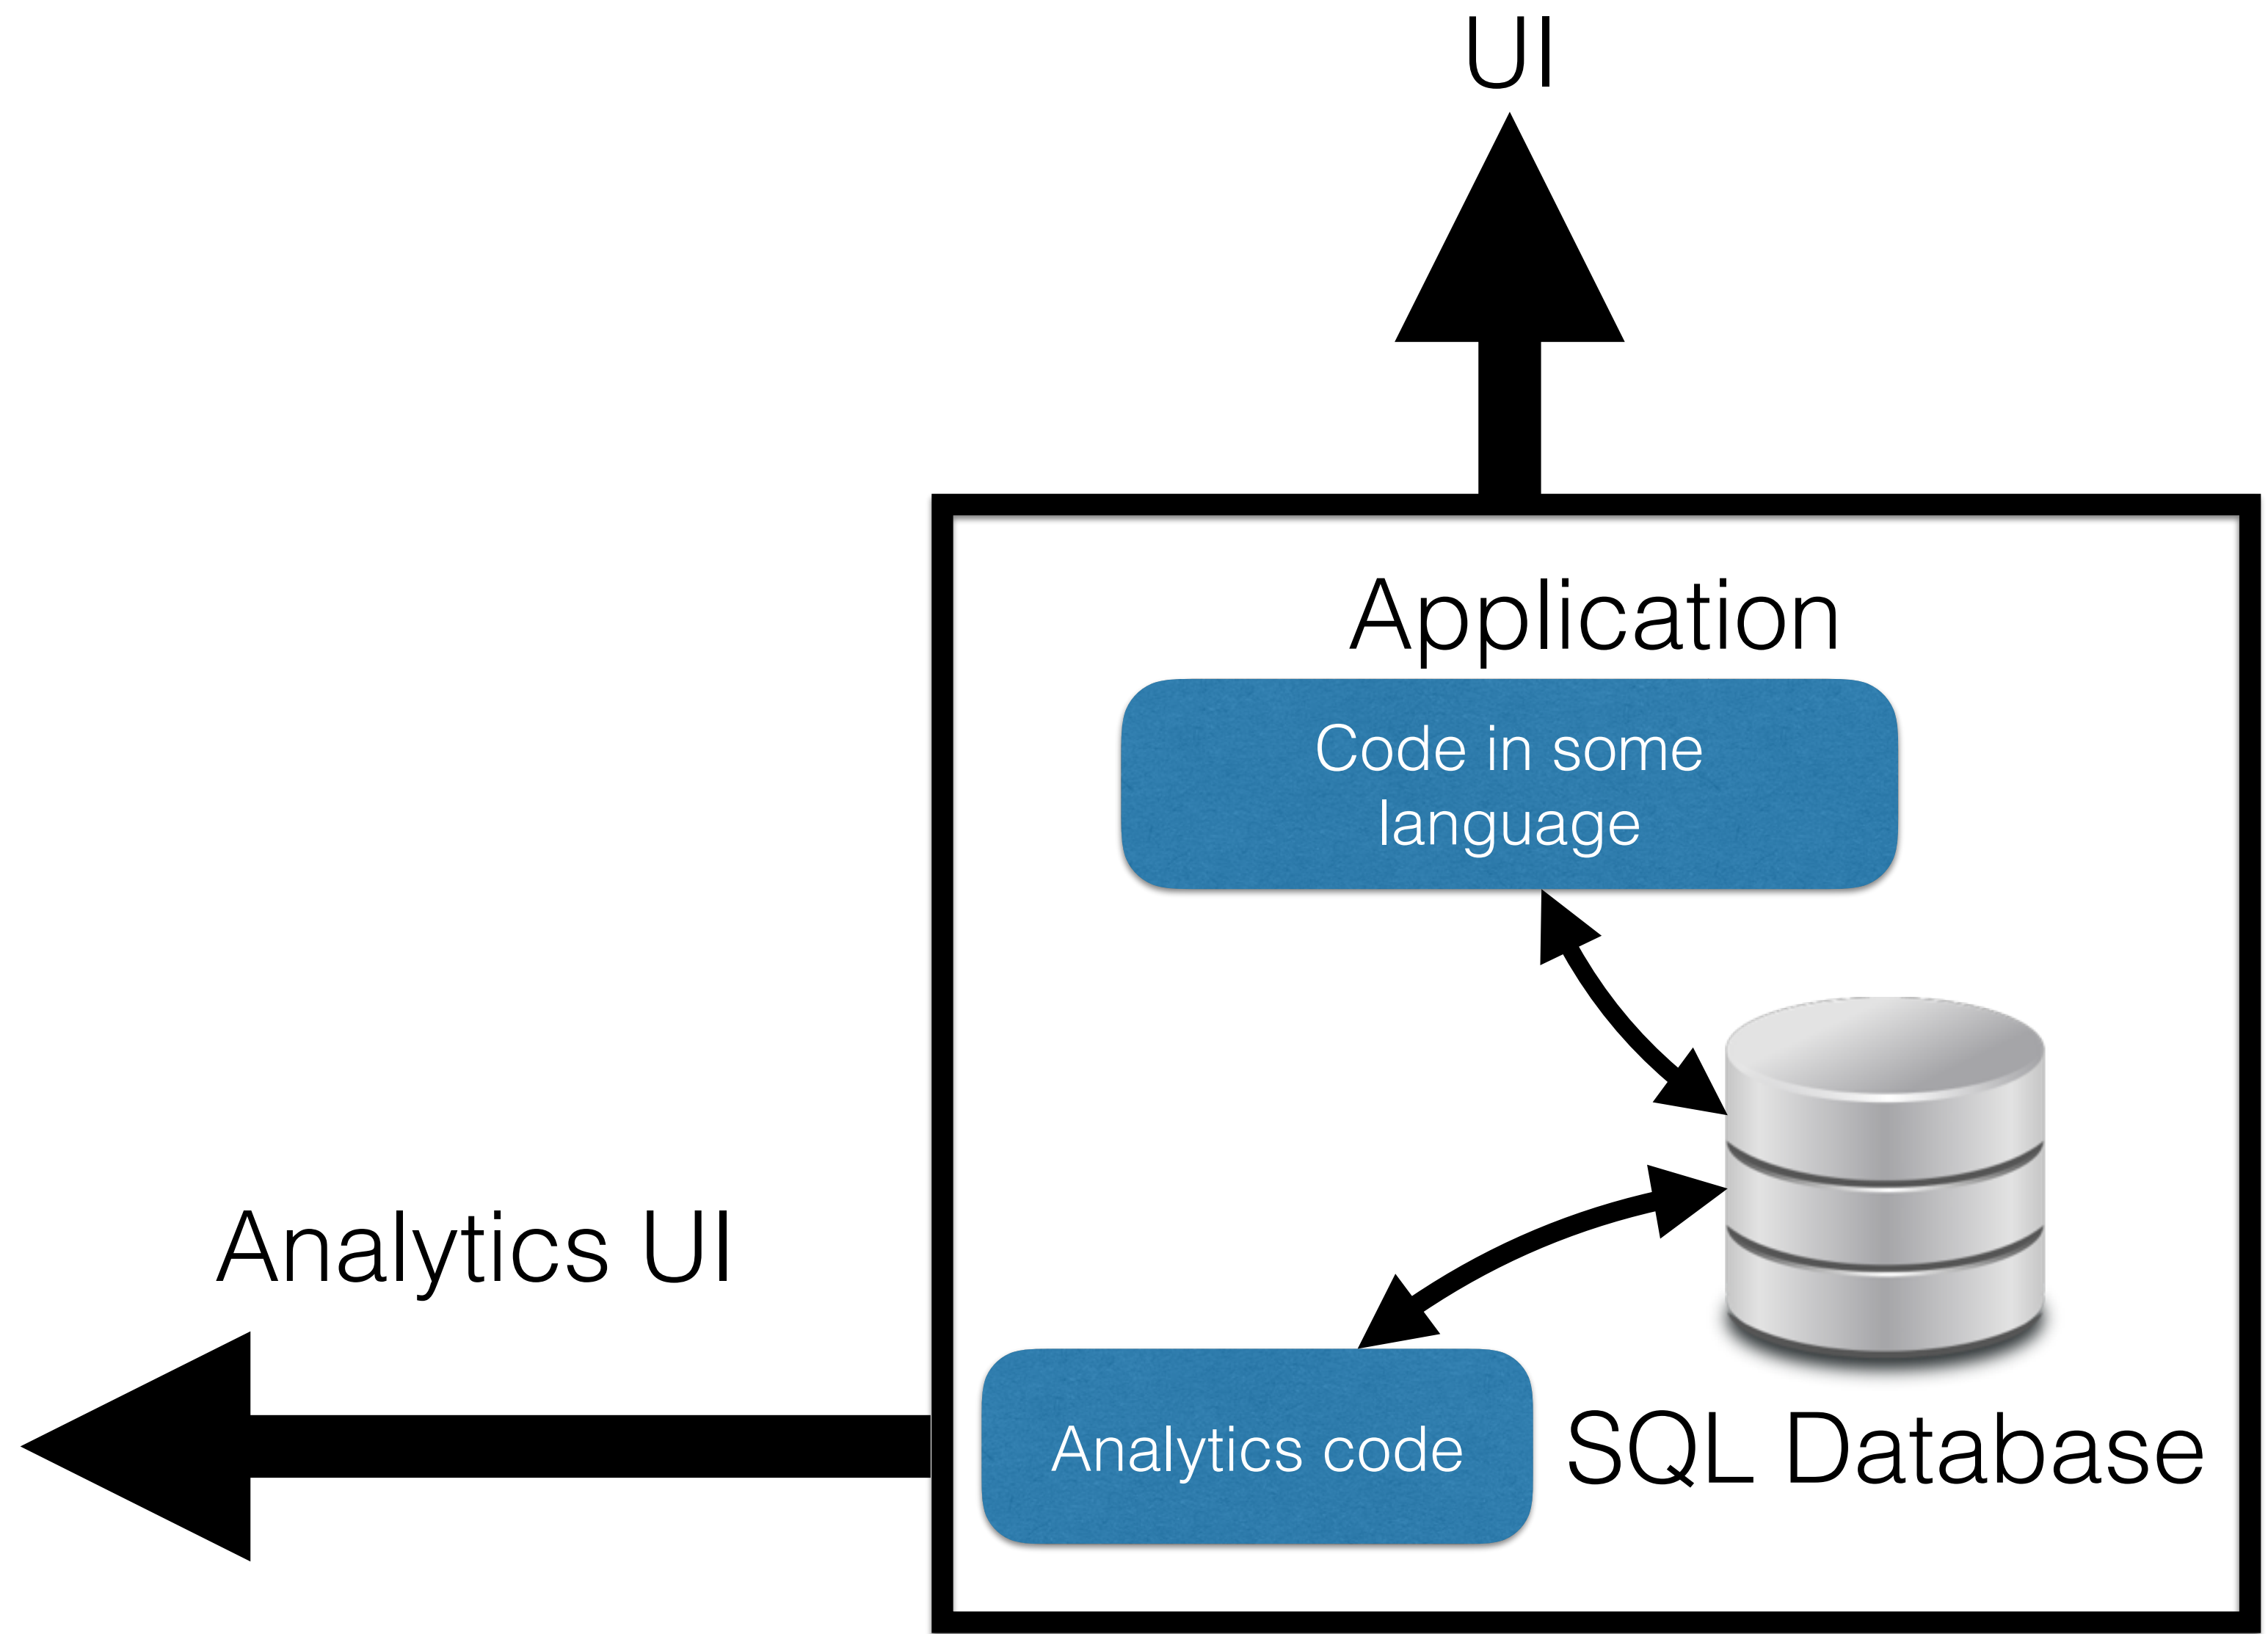 UI
Application
Code in some
language
Analytics UI
Analytics code
SQL Database